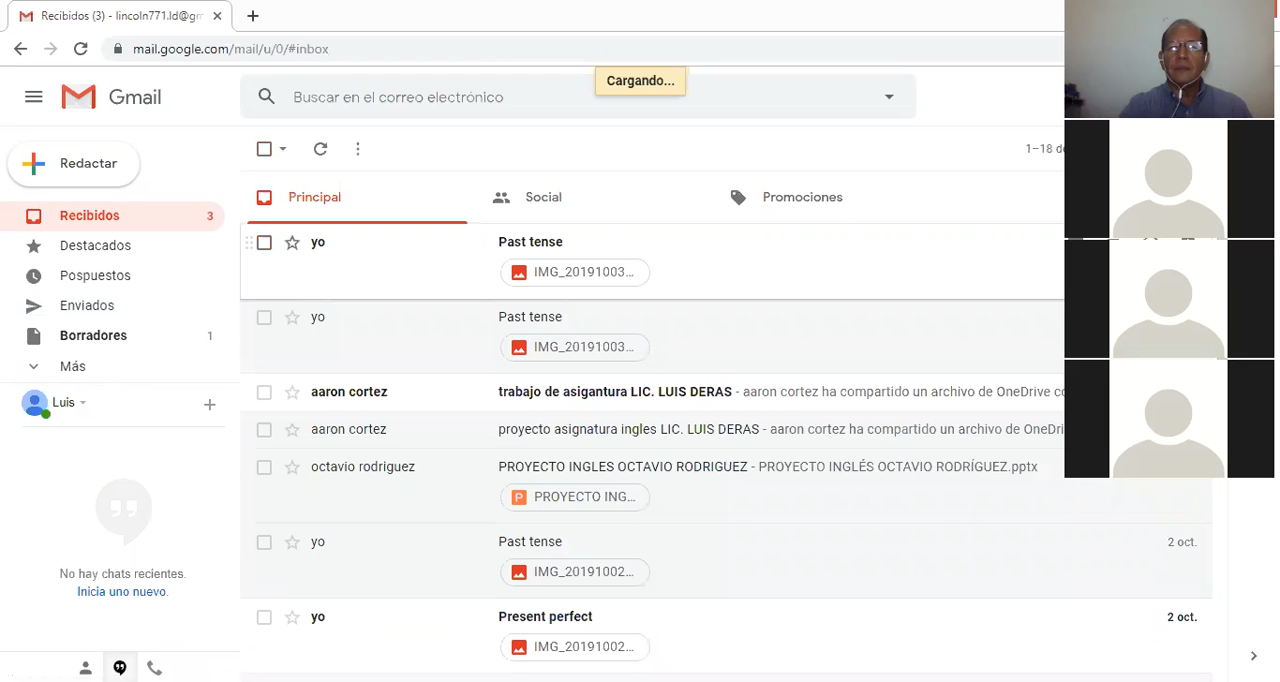 Recibidos (3) - lincoln771.ld@gm
mail.google.com/mail/u/0/#inbox
Cargando...
Gmail
Buscar en el correo electrónico
Redactar
1–18 de
Principal
Social
Promociones
Recibidos
3
Destacados
Pospuestos
Enviados
Borradores
1
Más
Luis
No hay chats recientes.
Inicia uno nuevo.
yo
Past tense
IMG_20191003...
yo
Past tense
IMG_20191003...
aaron cortez
trabajo de asigantura LIC. LUIS DERAS - aaron cortez ha compartido un archivo de OneDrive co
aaron cortez
proyecto asignatura ingles LIC. LUIS DERAS - aaron cortez ha compartido un archivo de OneDri
octavio rodriguez
PROYECTO INGLES OCTAVIO RODRIGUEZ - PROYECTO INGLÉS OCTAVIO RODRÍGUEZ.pptx
P PROYECTO ING...
yo
Past tense
2 oct.
IMG_20191002...
yo
Present perfect
2 oct.
IMG_20191002...